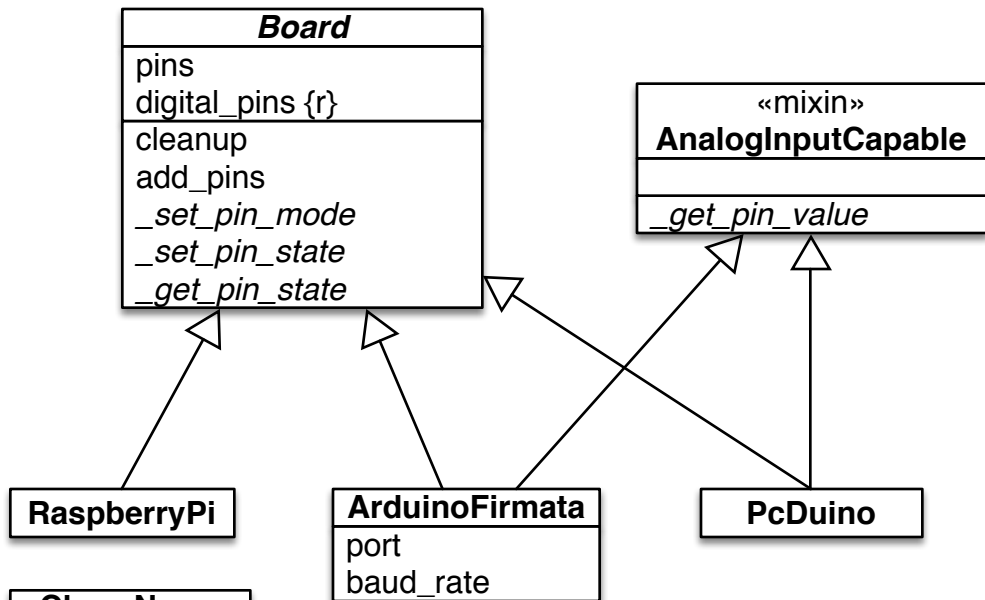 Board
pins
digital_pins {r}
cleanup
add_pins
_set_pin_mode
_set_pin_state
_get_pin_state
«mixin»
AnalogInputCapable
_get_pin_value
RaspberryPi
ArduinoFirmata
port
baud_rate
PcDuino